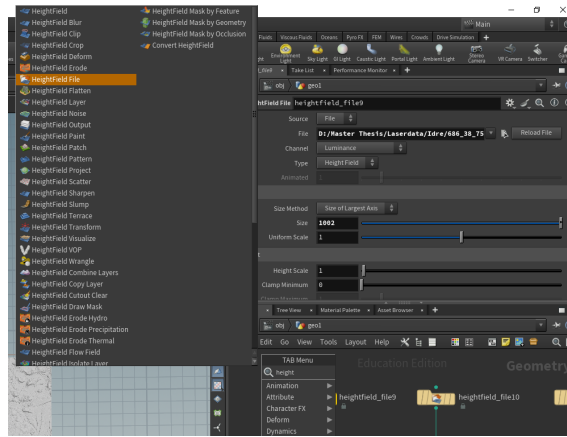 HeightField
HeightField Blur
HeightField Clip
HeightField Crop
HeightField Deform
HeightField Erode
HeightField File
HeightField Flatten
HeightField Layer
HeightField Noise
HeightField Output
HeightField Paint
HeightField Patch
HeightField Pattern
HeightField Project
HeightField Scatter
HeightField Sharpen
HeightField Slump
HeightField Terrace
HeightField Transform
HeightField Visualize
HeightField VOP
HeightField Wrangle
HeightField Combine Layers
HeightField Copy Layer
HeightField Cutout Clear
HeightField Draw Mask
HeightField Erode Hydro
HeightField Erode Precipitation
HeightField Erode Thermal
HeightField Flow Field
HeightField Isolate Layer
HeightField Mask by Feature
HeightField Mask by Geometry
HeightField Mask by Occlusion
Convert HeightField
Main
Fluids Viscous Fluids Oceans Pyro FX FEM Wires Crowds Drive Simulation
Environment Light Sky Light GI Light Caustic Light Portal Light Ambient Light Stereo Camera VR Camera Switcher
Take List Performance Monitor
obj geo1
HeightField File heightfield_file9
Source File
File D:/Master Thesis/Laserdata/Idre/686_38_75 Reload File
Channel Luminance
Type Height Field
Animated 1
Size Method Size of Largest Axis
Size 1002
Uniform Scale 1
Height Scale 1
Clamp Minimum 0
Clamp Maximum
Tree View Material Palette Asset Browser
obj geo1
Edit Go View Tools Layout Help
TAB Menu
height
Animation
Attribute
Character FX
Deform
Dynamics
Education Edition
Geometry
heightfield_file9
heightfield_file10